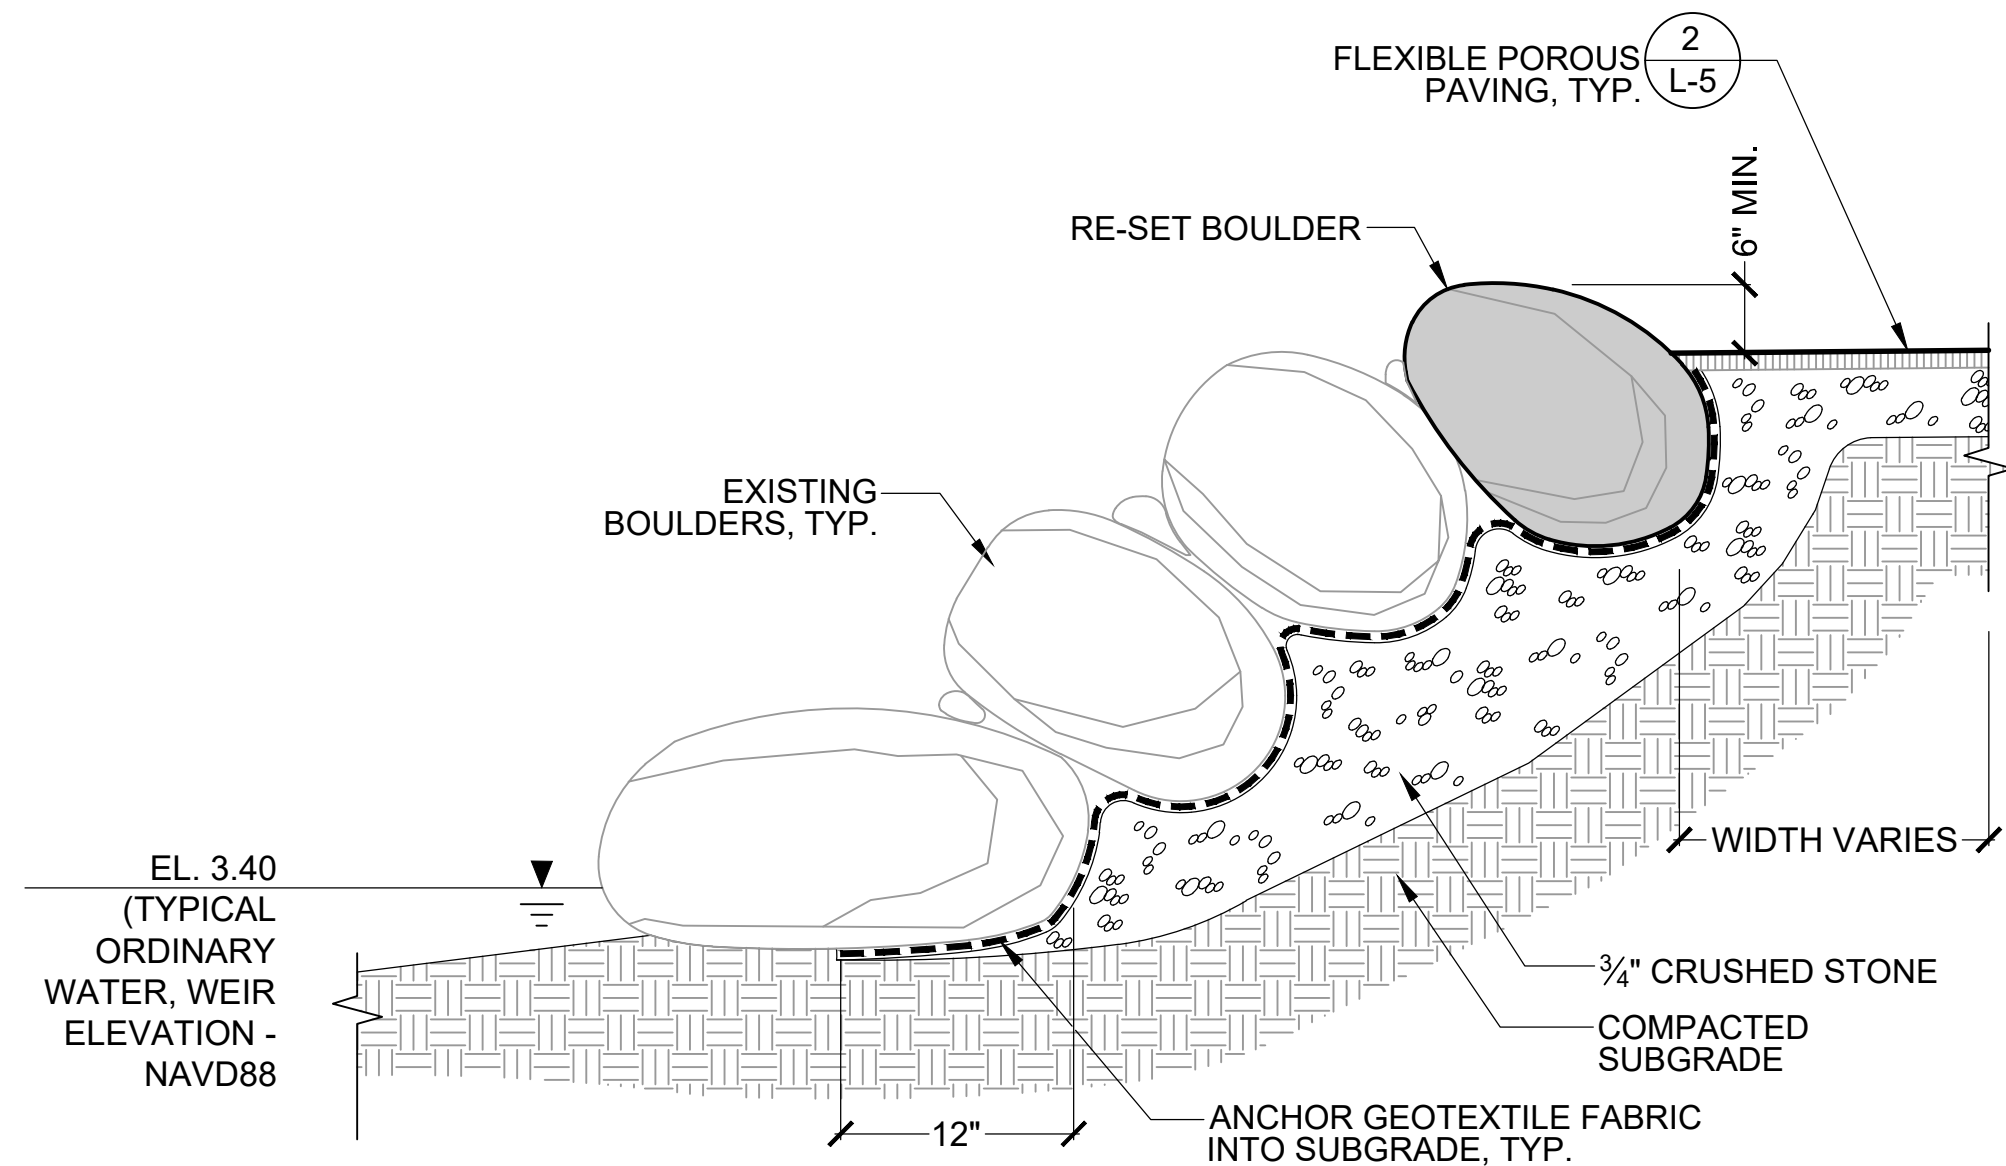 FLEXIBLE POROUS
PAVING, TYP.
2
L-5
6" MIN.
RE-SET BOULDER
EXISTING
BOULDERS, TYP.
WIDTH VARIES
EL. 3.40
(TYPICAL
ORDINARY
WATER, WEIR
ELEVATION -
NAVD88
¾" CRUSHED STONE
COMPACTED
SUBGRADE
12"
ANCHOR GEOTEXTILE FABRIC
INTO SUBGRADE, TYP.